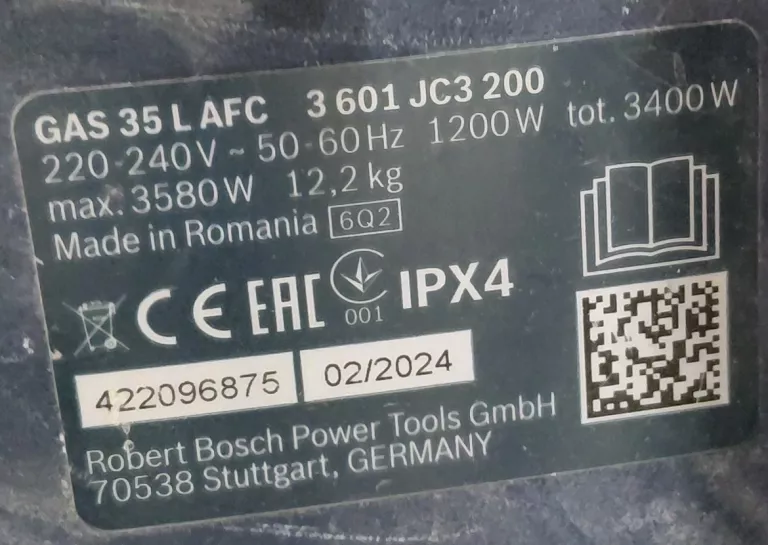 GAS 35 L AFC 3 601 JC3 200
220-240V ~ 50-60Hz 1200W tot. 3400W
max. 3580W 12,2 kg
Made in Romania 6Q2
CE EAC 001 IPX4
422096875 02/2024
Robert Bosch Power Tools GmbH
70538 Stuttgart, GERMANY